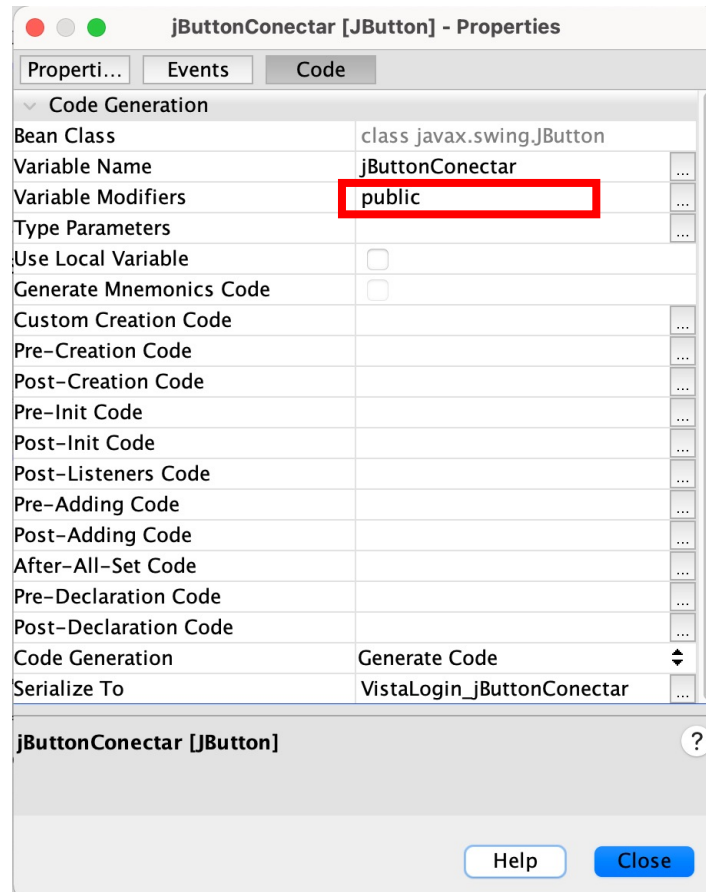 jButtonConectar [JButton] - Properties
Properti... Events Code
Code Generation
Bean Class class javax.swing.JButton
Variable Name jButtonConectar ...
Variable Modifiers public ...
Type Parameters ...
Use Local Variable
Generate Mnemonics Code
Custom Creation Code ...
Pre-Creation Code ...
Post-Creation Code ...
Pre-Init Code ...
Post-Init Code ...
Post-Listeners Code ...
Pre-Adding Code ...
Post-Adding Code ...
After-All-Set Code ...
Pre-Declaration Code ...
Post-Declaration Code ...
Code Generation Generate Code
Serialize To VistaLogin_jButtonConectar ...
jButtonConectar [JButton] ?
Help Close